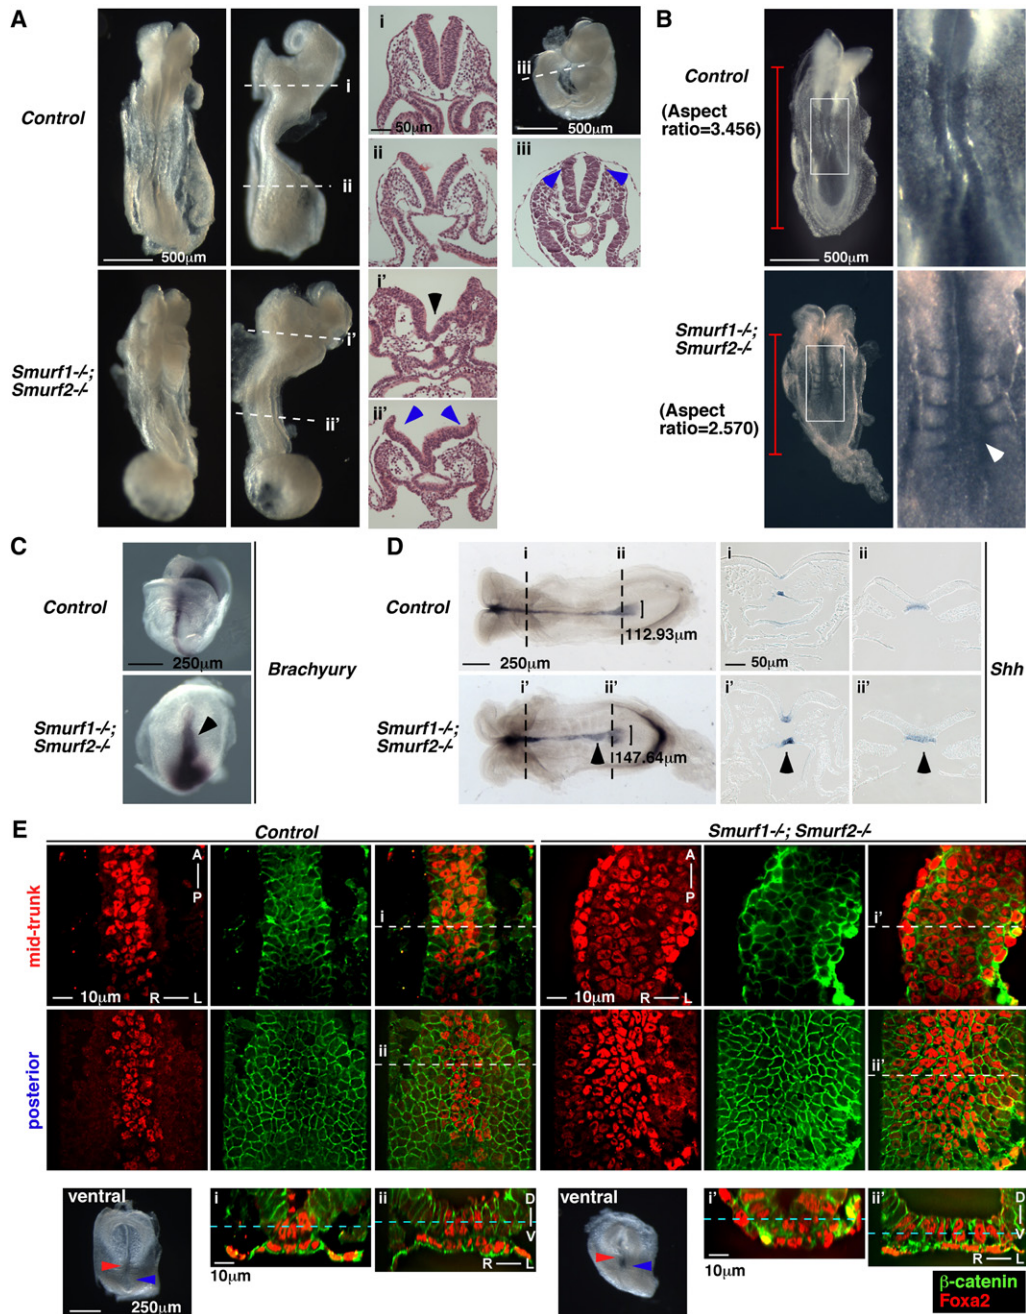 A
Control
i
ii
500µm
i
50µm
ii
iii
500µm
iii
Smurf1-/-;
Smurf2-/-
i'
ii'
i'
ii'
B
Control
(Aspect
ratio=3.456)
500µm
Smurf1-/-;
Smurf2-/-
(Aspect
ratio=2.570)
C
Control
250µm
Smurf1-/-;
Smurf2-/-
Brachyury
D
Control
i
ii
112.93µm
250µm
i
50µm
ii
Smurf1-/-;
Smurf2-/-
i'
ii'
147.64µm
i'
ii'
Shh
E
Control
Smurf1-/-; Smurf2-/-
mid-trunk
A
P
10µm
R
L
i
A
P
10µm
R
L
i'
posterior
ii
ii'
ventral
250µm
i
10µm
ii
D
V
R
L
ventral
i'
10µm
ii'
D
V
R
L
β-catenin
Foxa2